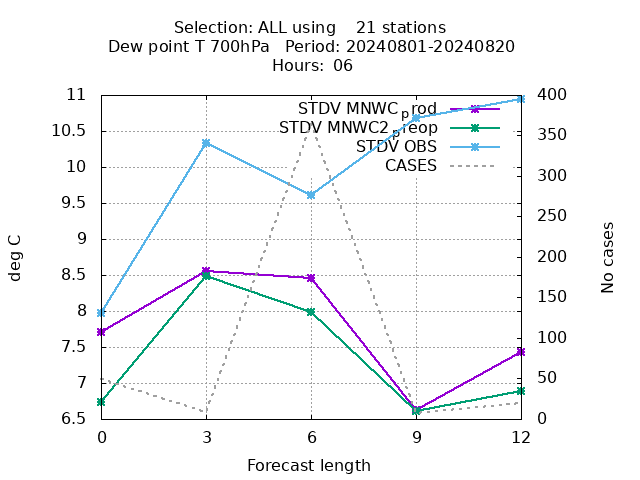 Selection: ALL using    21 stations
Dew point T 700hPa   Period: 20240801-20240820
Hours: 06
STDV MNWC_prod
STDV MNWC2_preop
STDV OBS
CASES
deg C
No cases
11
10.5
10
9.5
9
8.5
8
7.5
7
6.5
400
350
300
250
200
150
100
50
0
0 3 6 9 12
Forecast length